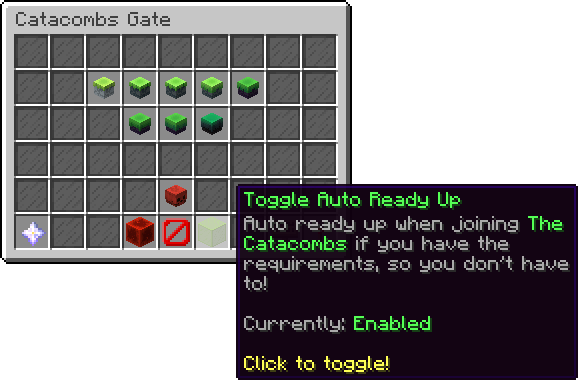 Catacombs Gate
Toggle Auto Ready Up
Auto ready up when joining The
Catacombs if you have the
requirements, so you don't have
to!
Currently: Enabled
Click to toggle!